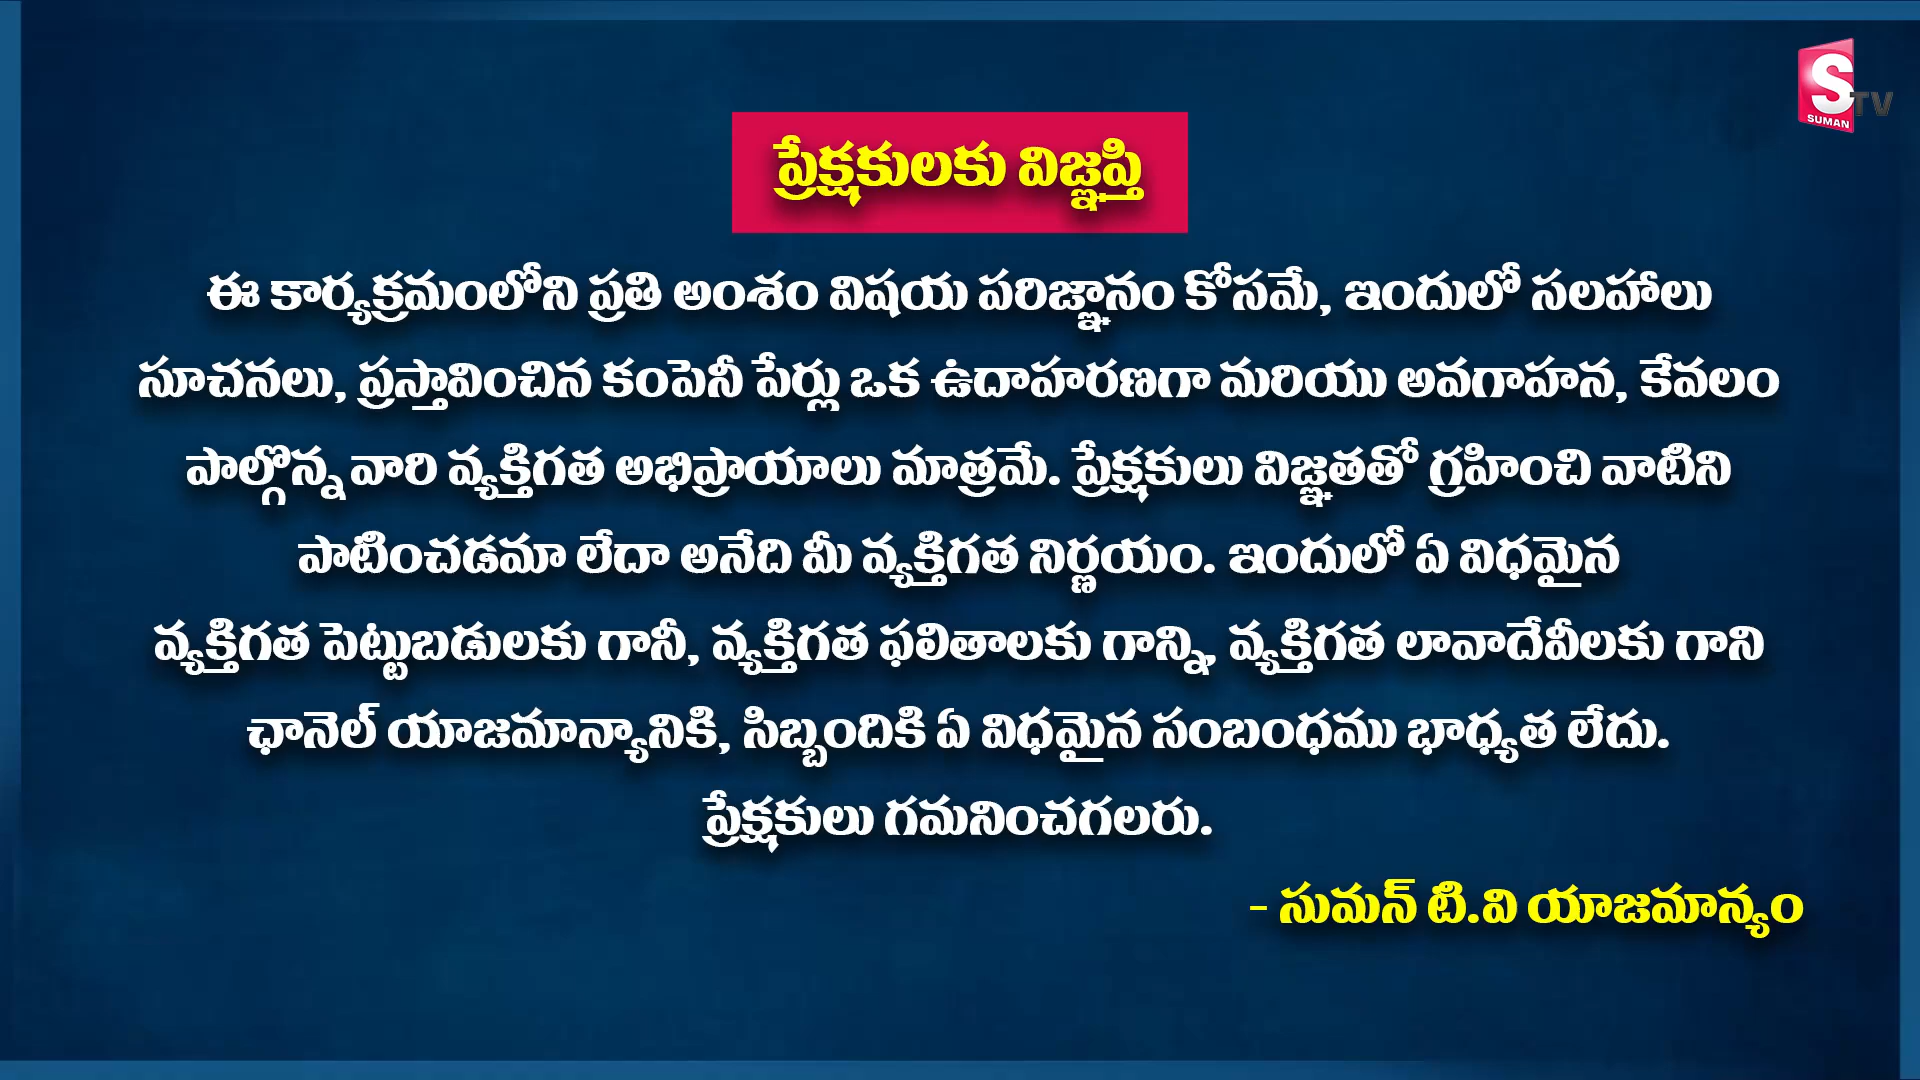 S
SUMAN
TV
ప్రేక్షకులకు విజ్ఞప్తి
ఈ కార్యక్రమంలోని ప్రతి అంశం విషయ పరిజ్ఞానం కోసమే, ఇందులో సలహాలు
సూచనలు, ప్రస్తావించిన కంపెనీ పేర్లు ఒక ఉదాహరణగా మరియు అవగాహన, కేవలం
పాల్గొన్న వారి వ్యక్తిగత అభిప్రాయాలు మాత్రమే. ప్రేక్షకులు విజ్ఞతతో గ్రహించి వాటిని
పాటించడమా లేదా అనేది మీ వ్యక్తిగత నిర్ణయం. ఇందులో ఏ విధమైన
వ్యక్తిగత పెట్టుబడులకు గానీ, వ్యక్తిగత ఫలితాలకు గాన్ని, వ్యక్తిగత లావాదేవీలకు గాని
ఛానెల్ యాజమాన్యానికి, సిబ్బందికి ఏ విధమైన సంబంధము భాధ్యత లేదు.
ప్రేక్షకులు గమనించగలరు.
- సుమన్ టి.వి యాజమాన్యం